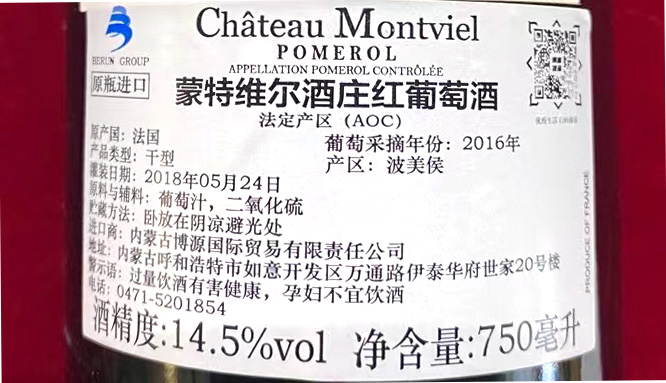 Château Montviel
POMEROL
APPELLATION POMEROL CONTRÔLÉE
BERUN GROUP
原瓶进口
蒙特维尔酒庄红葡萄酒
法定产区（AOC）
原产国：法国
葡萄采摘年份：2016年
产品类型：干型
产区：波美侯
灌装日期：2018年05月24日
原料与辅料：葡萄汁，二氧化硫
贮藏方法：卧放在阴凉避光处
进口商：内蒙古博源国际贸易有限责任公司
地址：内蒙古呼和浩特市如意开发区万通路伊泰华府世家20号楼
警示语：过量饮酒有害健康，孕妇不宜饮酒
电话：0471-5201854
酒精度:14.5%vol 净含量:750毫升
PRODUCE OF FRANCE